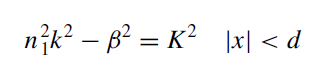 n₁²k² − β² = K² |x| < d